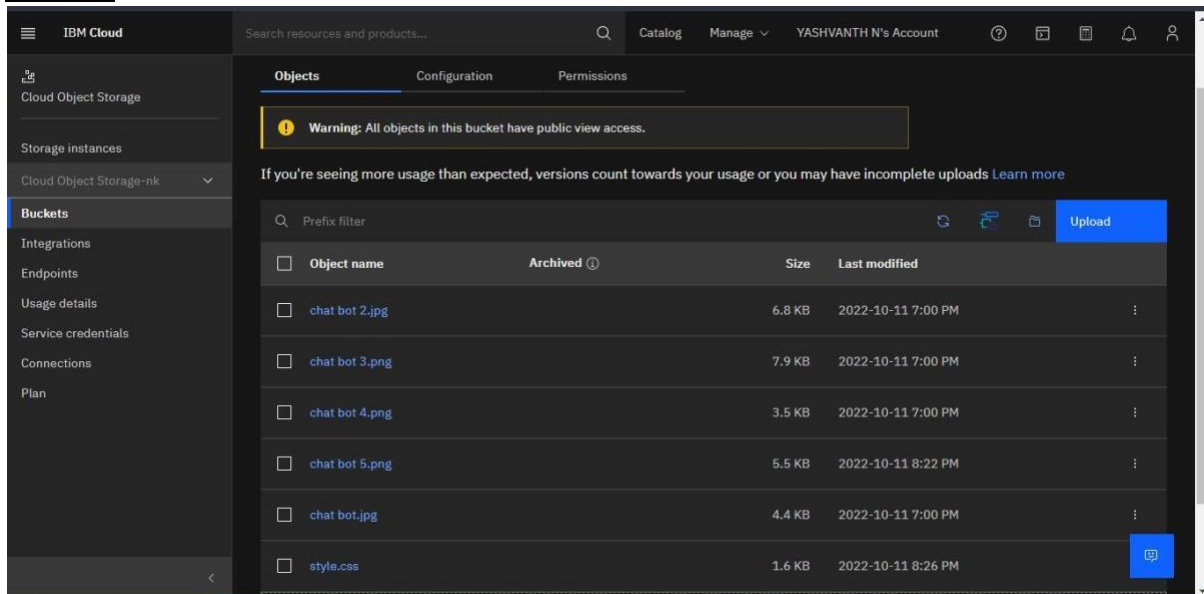 IBM Cloud
Search resources and products...
Catalog
Manage
YASHVANTH N's Account
Cloud Object Storage
Storage instances
Cloud Object Storage-nk
Buckets
Integrations
Endpoints
Usage details
Service credentials
Connections
Plan
Objects
Configuration
Permissions
Warning: All objects in this bucket have public view access.
If you're seeing more usage than expected, versions count towards your usage or you may have incomplete uploads Learn more
Prefix filter
Upload
Object name Archived Size Last modified
chat bot 2.jpg 6.8 KB 2022-10-11 7:00 PM
chat bot 3.png 7.9 KB 2022-10-11 7:00 PM
chat bot 4.png 3.5 KB 2022-10-11 7:00 PM
chat bot 5.png 5.5 KB 2022-10-11 8:22 PM
chat bot.jpg 4.4 KB 2022-10-11 7:00 PM
style.css 1.6 KB 2022-10-11 8:26 PM